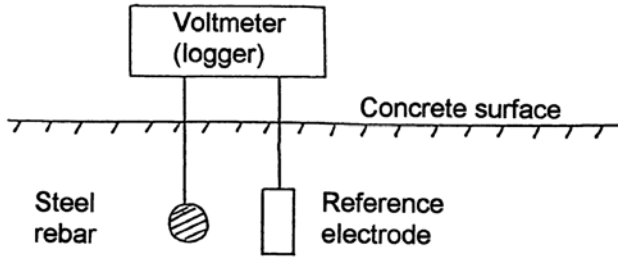 Voltmeter
(logger)
Concrete surface
Steel
rebar
Reference
electrode